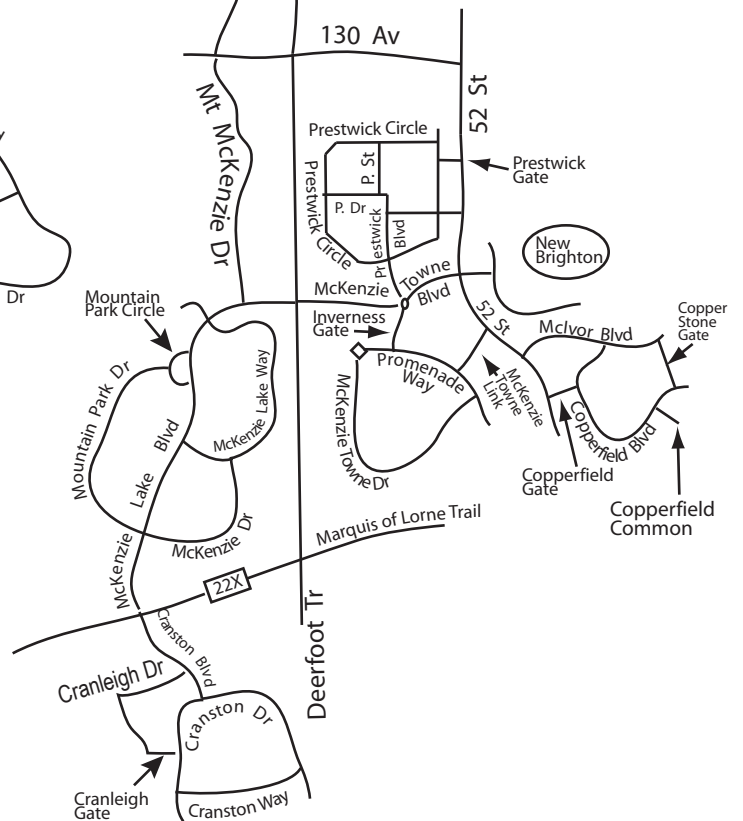 130 Av
52 St
Mt McKenzie Dr
Prestwick Circle
Prestwick
Gate
P. St
Prestwick Circle
P. Dr
Prestwick
Blvd
New
Brighton
Dr
Mountain
Park Circle
McKenzie
Towne
Blvd
Inverness
Gate
52 St
McIvor Blvd
Copper
Stone
Gate
Mountain Park Dr
McKenzie Lake Way
Promenade
Way
McKenzie
Towne
Link
McKenzie Towne Dr
Copperfield Blvd
Copperfield
Gate
Copperfield
Common
McKenzie Lake Blvd
McKenzie Dr
Marquis of Lorne Trail
22X
Deerfoot Tr
Cranston Blvd
Cranleigh Dr
Cranston Dr
Cranleigh
Gate
Cranston Way